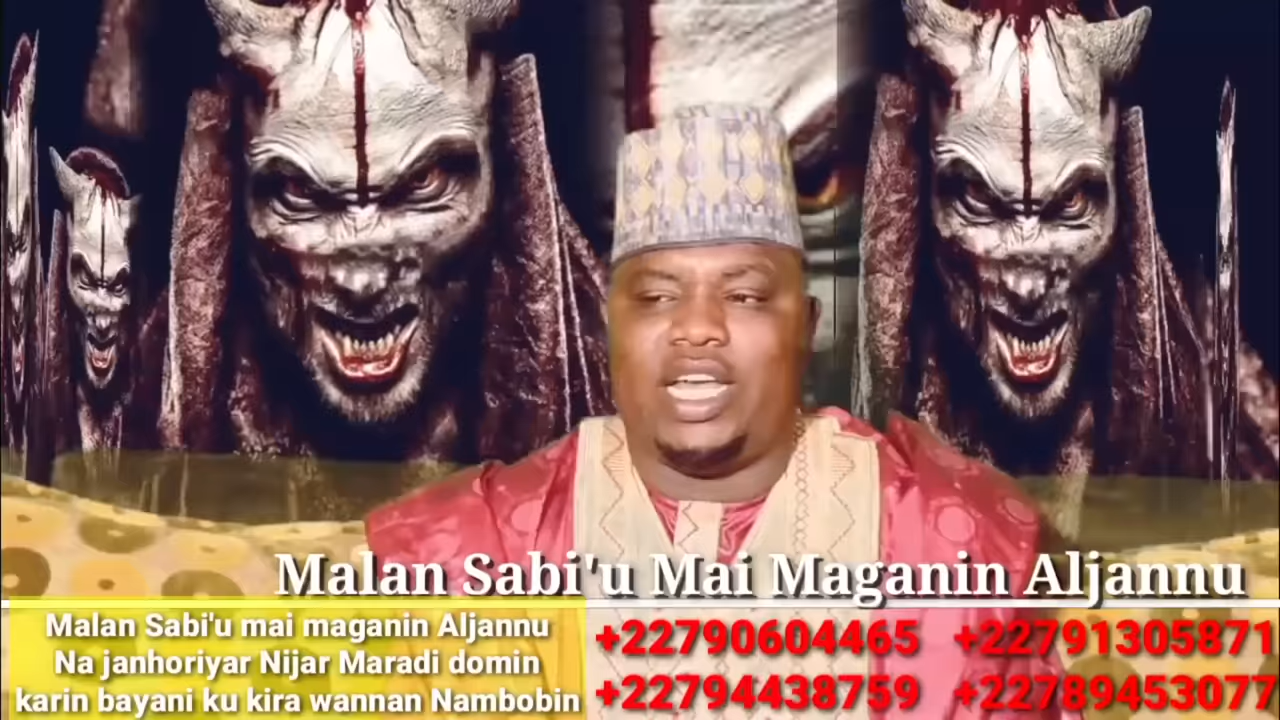 Malan Sabi'u Mai Maganin Aljannu
Malan Sabi'u mai maganin Aljannu
Na janhoriyar Nijar Maradi domin
karin bayani ku kira wannan Nambobin
+22790604465 +22791305871
+22794438759 +22789453077